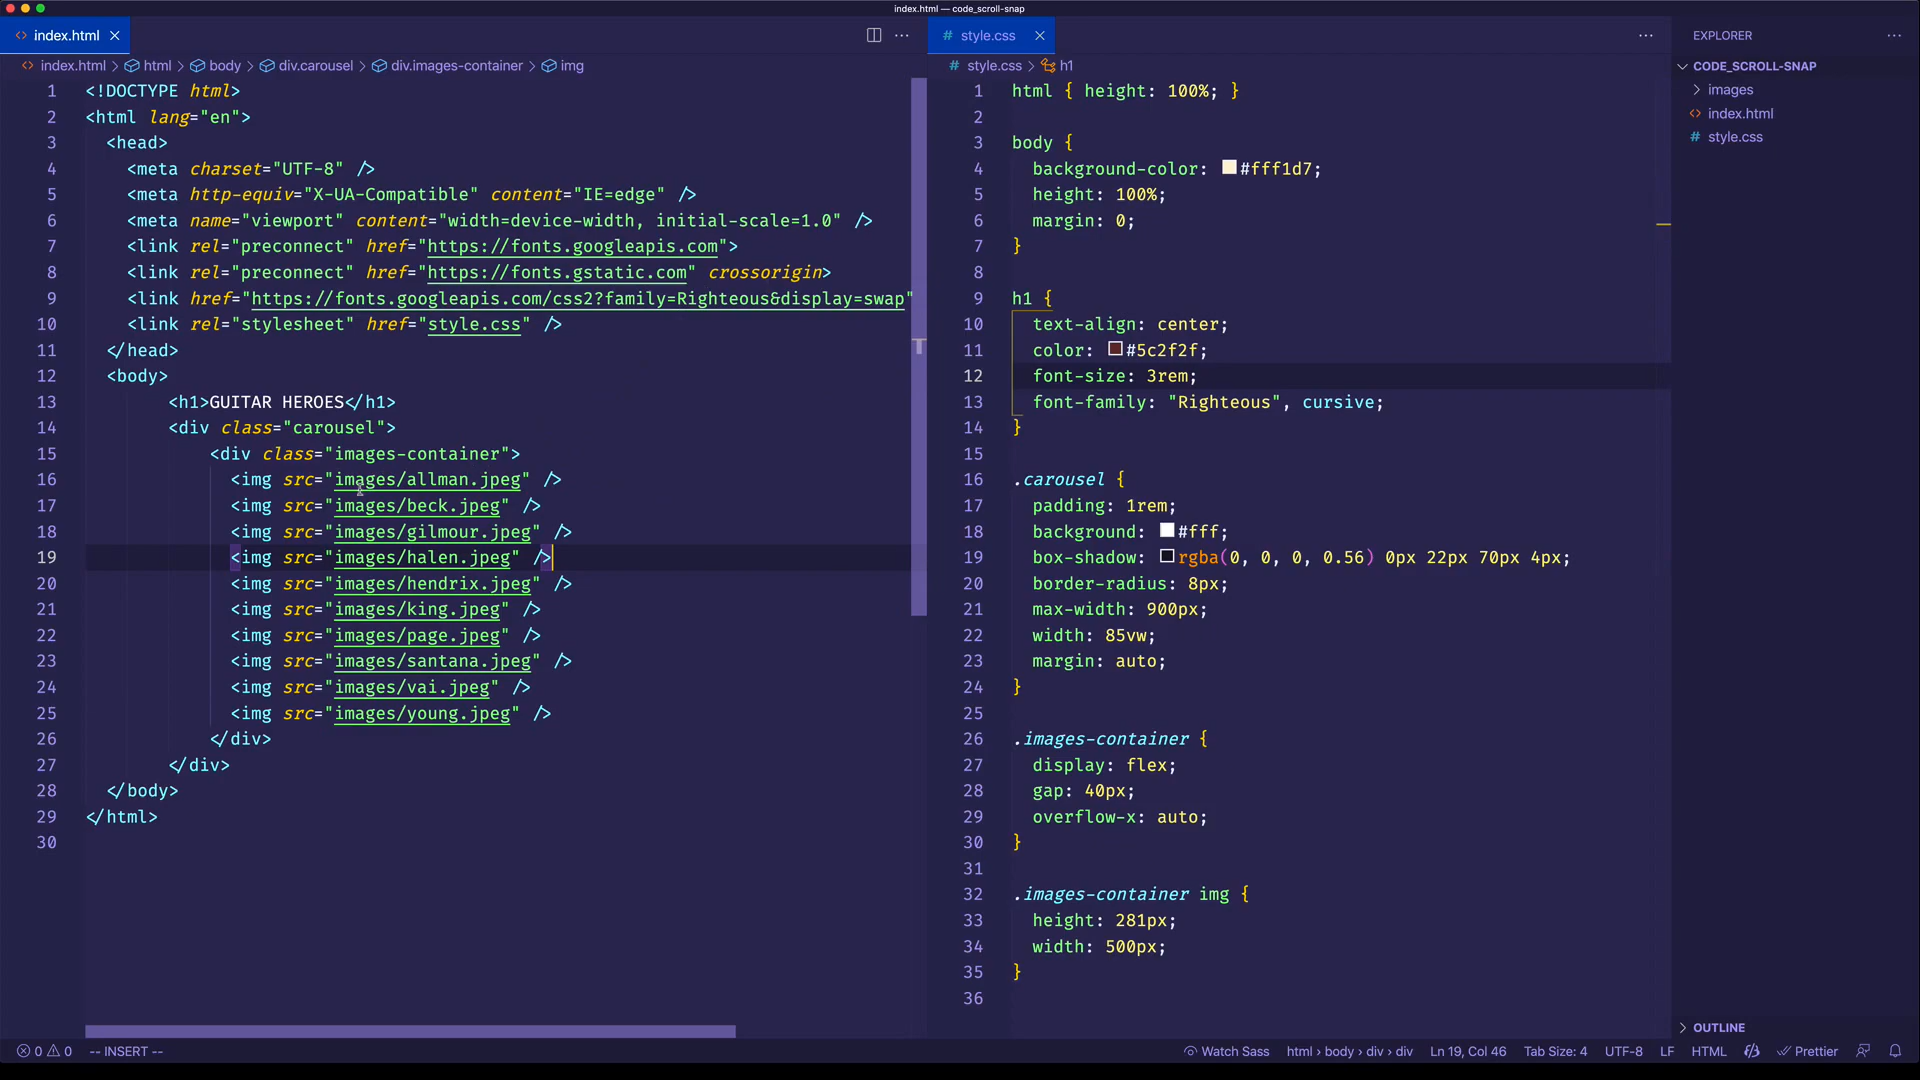 index.html — code_scroll-snap
index.html
style.css
EXPLORER
index.html > html > body > div.carousel > div.images-container > img
style.css > h1
CODE_SCROLL-SNAP
images
index.html
style.css
1 <!DOCTYPE html>
2 <html lang="en">
3 <head>
4 <meta charset="UTF-8" />
5 <meta http-equiv="X-UA-Compatible" content="IE=edge" />
6 <meta name="viewport" content="width=device-width, initial-scale=1.0" />
7 <link rel="preconnect" href="https://fonts.googleapis.com">
8 <link rel="preconnect" href="https://fonts.gstatic.com" crossorigin>
9 <link href="https://fonts.googleapis.com/css2?family=Righteous&display=swap"
10 <link rel="stylesheet" href="style.css" />
11 </head>
12 <body>
13 <h1>GUITAR HEROES</h1>
14 <div class="carousel">
15 <div class="images-container">
16 <img src="images/allman.jpeg" />
17 <img src="images/beck.jpeg" />
18 <img src="images/gilmour.jpeg" />
19 <img src="images/halen.jpeg" />
20 <img src="images/hendrix.jpeg" />
21 <img src="images/king.jpeg" />
22 <img src="images/page.jpeg" />
23 <img src="images/santana.jpeg" />
24 <img src="images/vai.jpeg" />
25 <img src="images/young.jpeg" />
26 </div>
27 </div>
28 </body>
29 </html>
30
1 html { height: 100%; }
2
3 body {
4 background-color: #fff1d7;
5 height: 100%;
6 margin: 0;
7 }
8
9 h1 {
10 text-align: center;
11 color: #5c2f2f;
12 font-size: 3rem;
13 font-family: "Righteous", cursive;
14 }
15
16 .carousel {
17 padding: 1rem;
18 background: #fff;
19 box-shadow: rgba(0, 0, 0, 0.56) 0px 22px 70px 4px;
20 border-radius: 8px;
21 max-width: 900px;
22 width: 85vw;
23 margin: auto;
24 }
25
26 .images-container {
27 display: flex;
28 gap: 40px;
29 overflow-x: auto;
30 }
31
32 .images-container img {
33 height: 281px;
34 width: 500px;
35 }
36
OUTLINE
0 0 -- INSERT -- Watch Sass html › body › div › div Ln 19, Col 46 Tab Size: 4 UTF-8 LF HTML Prettier